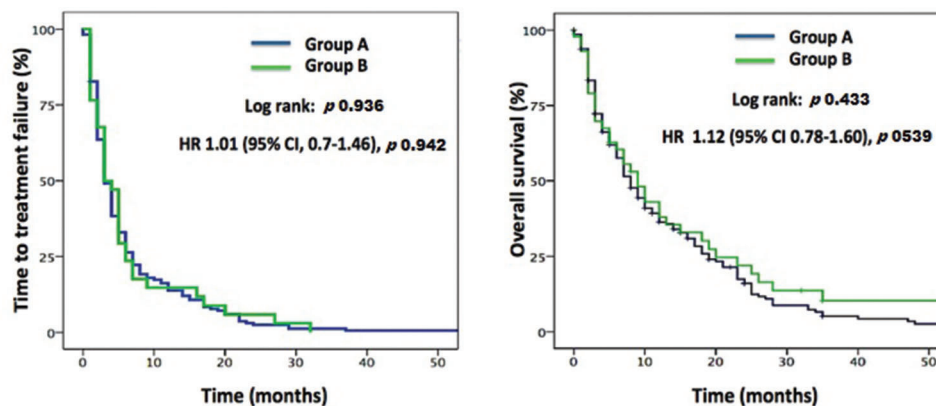 Time to treatment failure (%)
100
75
50
25
0
Group A
Group B
Log rank: p 0.936
HR 1.01 (95% CI, 0.7-1.46), p 0.942
0 10 20 30 40 50
Time (months)
Overall survival (%)
100
75
50
25
0
Group A
Group B
Log rank: p 0.433
HR 1.12 (95% CI 0.78-1.60), p 0539
0 10 20 30 40 50
Time (months)